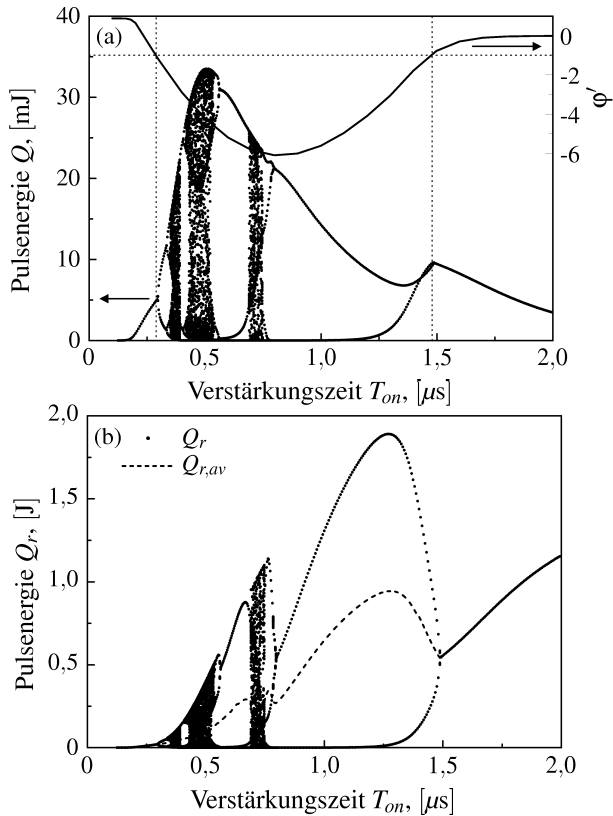 40
(a)
0
30
-2
Pulsenergie Q, [mJ]
φ'
-4
20
-6
10
0
0
0,5
1,0
1,5
2,0
Verstärkungszeit T_on, [μs]
2,0
(b)
Q_r
Q_r,av
1,5
Pulsenergie Q_r, [J]
1,0
0,5
0
0
0,5
1,0
1,5
2,0
Verstärkungszeit T_on, [μs]